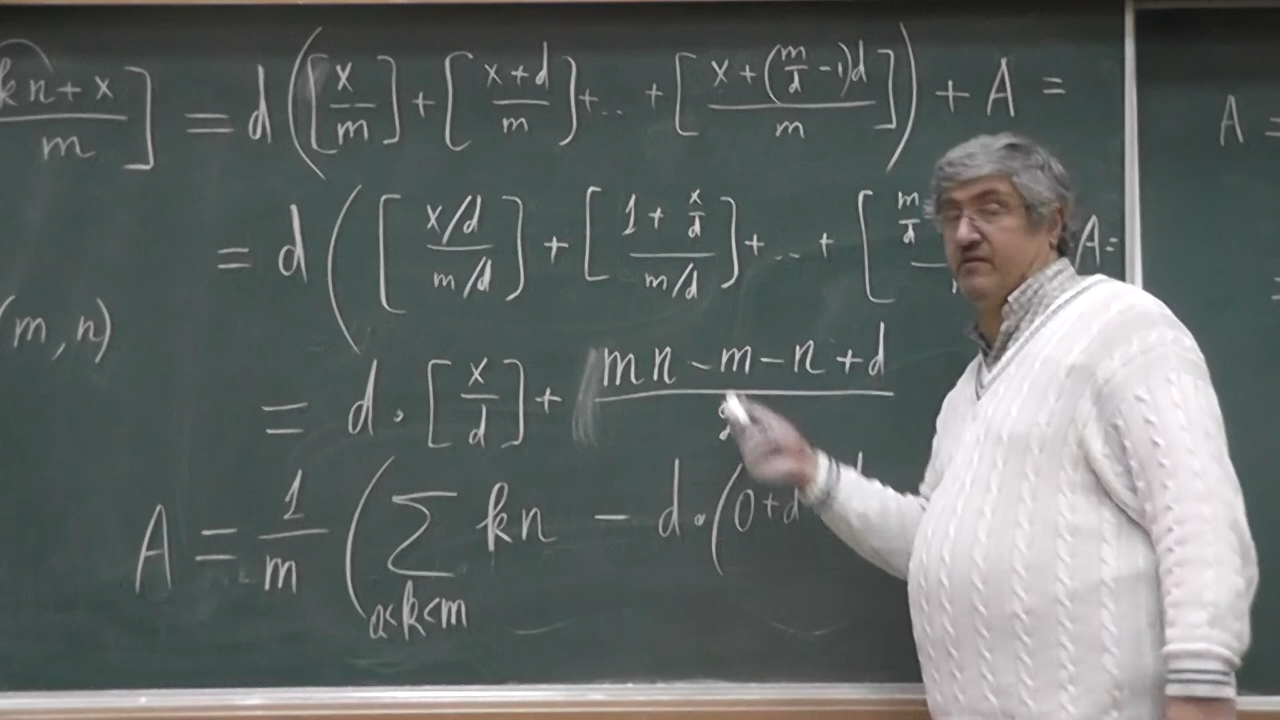 kn + x / m ] = d ( [ x / m ] + [ x + d / m ] + ... + [ x + ( m/d - 1 ) d / m ] ) + A =
A =
= d ( [ x/d / m/d ] + [ 1 + x/d / m/d ] + ... + [ m/d A =
(m, n)
= d · [ x / d ] + mn - m - n + d
A = 1 / m ( ∑ kn - d · ( 0 + d
0 ≤ k < m